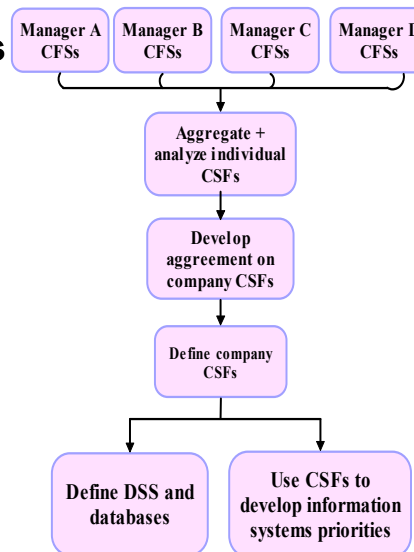 s
Manager A
CFSs
Manager B
CFSs
Manager C
CFSs
Manager D
CFSs
Aggregate +
analyze individual
CSFs
Develop
aggreement on
company CSFs
Define company
CSFs
Define DSS and
databases
Use CSFs to
develop information
systems priorities